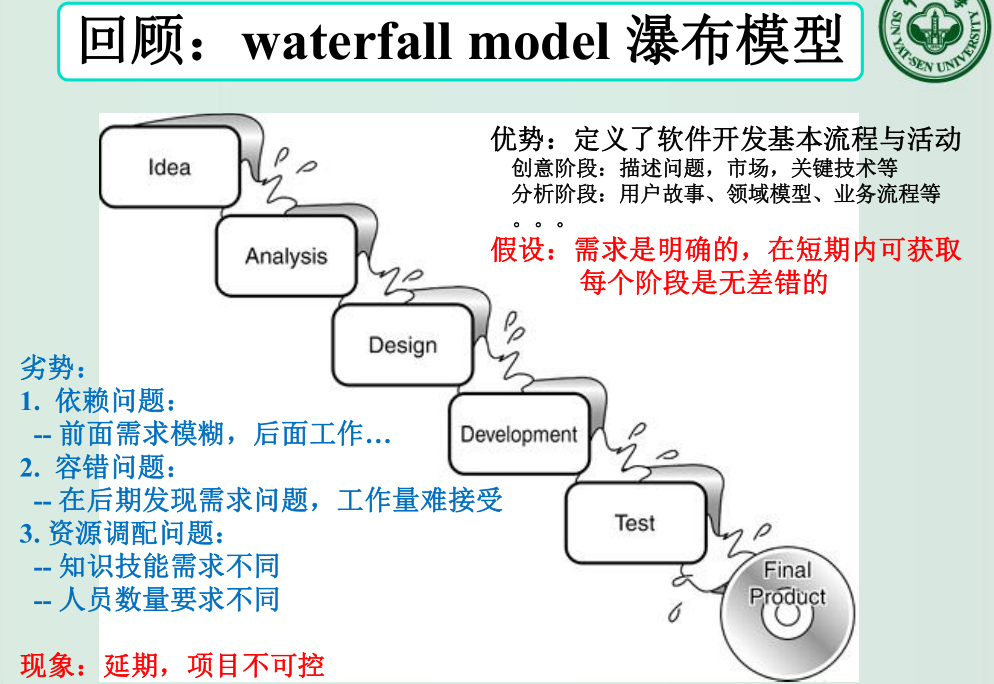 回顾：waterfall model 瀑布模型
SUN YAT-SEN UNIVERSITY
优势：定义了软件开发基本流程与活动
创意阶段：描述问题，市场，关键技术等
分析阶段：用户故事、领域模型、业务流程等
。。。
假设：需求是明确的，在短期内可获取
每个阶段是无差错的
Idea
Analysis
Design
Development
Test
Final
Product
劣势：
1. 依赖问题：
-- 前面需求模糊，后面工作…
2. 容错问题：
-- 在后期发现需求问题，工作量难接受
3. 资源调配问题：
-- 知识技能需求不同
-- 人员数量要求不同
现象：延期，项目不可控